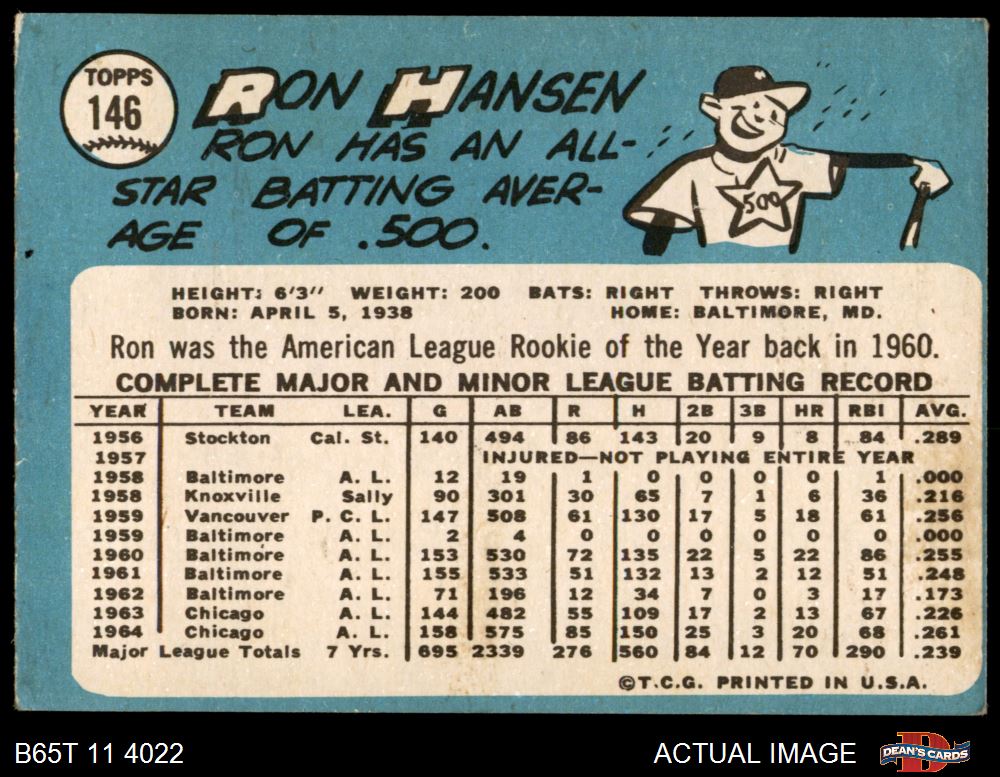 TOPPS
146
RON HANSEN
RON HAS AN ALL-
STAR BATTING AVER-
AGE OF .500.
500
HEIGHT: 6'3" WEIGHT: 200 BATS: RIGHT THROWS: RIGHT
BORN: APRIL 5, 1938 HOME: BALTIMORE, MD.
Ron was the American League Rookie of the Year back in 1960.
COMPLETE MAJOR AND MINOR LEAGUE BATTING RECORD
YEAR TEAM LEA. G AB R H 2B 3B HR RBI AVG.
1956 Stockton Cal. St. 140 494 86 143 20 9 8 84 .289
1957 INJURED—NOT PLAYING ENTIRE YEAR
1958 Baltimore A. L. 12 19 1 0 0 0 0 1 .000
1958 Knoxville Sally 90 301 30 65 7 1 6 36 .216
1959 Vancouver P. C. L. 147 508 61 130 17 5 18 61 .256
1959 Baltimore A. L. 2 4 0 0 0 0 0 0 .000
1960 Baltimore A. L. 153 530 72 135 22 5 22 86 .255
1961 Baltimore A. L. 155 533 51 132 13 2 12 51 .248
1962 Baltimore A. L. 71 196 12 34 7 0 3 17 .173
1963 Chicago A. L. 144 482 55 109 17 2 13 67 .226
1964 Chicago A. L. 158 575 85 150 25 3 20 68 .261
Major League Totals 7 Yrs. 695 2339 276 560 84 12 70 290 .239
©T.C.G. PRINTED IN U.S.A.
B65T 11 4022 ACTUAL IMAGE DEAN'S CARDS